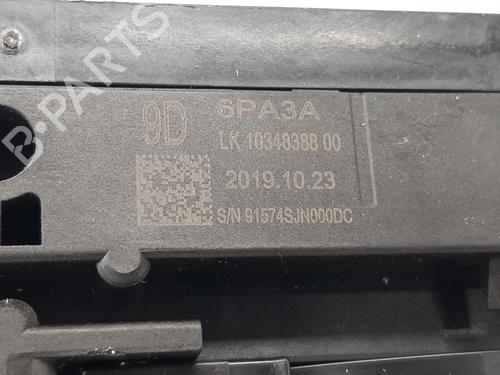 B-PARTS
9D
6PA3A
LK 10348388 00
2019.10.23
S/N 91574SJN000DC